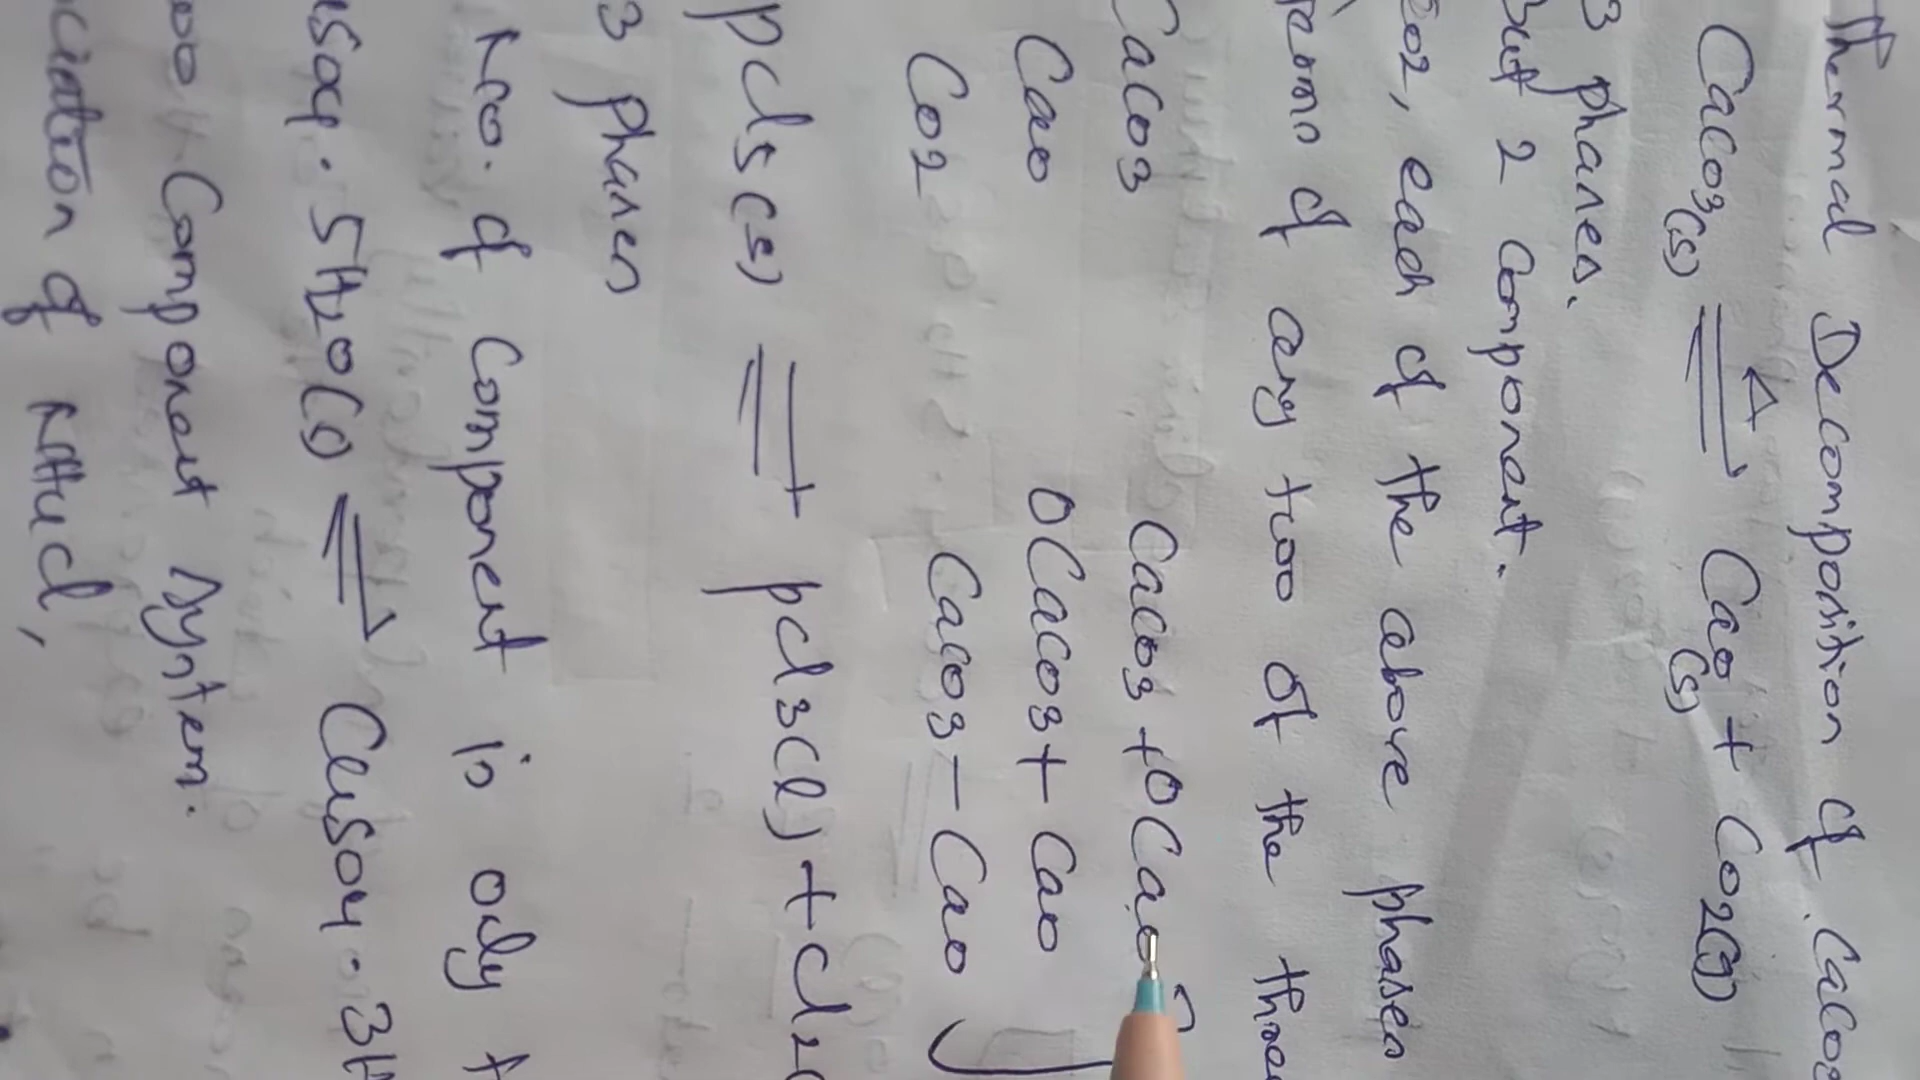 Thermal Decomposition of CaCO3
CaCO3(s) ⇌ Δ CaO(s) + CO2(g)
3 phases.
But 2 component.
CO2, each of the above phases
of any two of the three
CaCO3 CaCO3 + 0CaO
CaO 0CaCO3 + CaO
CO2 CaCO3 - CaO
PCl5(s) ⇌ PCl3(l) + Cl2
3 phases
No. of component is only
5H2O(s) ⇌ CuSO4.3H
Component system.
of NH4Cl,